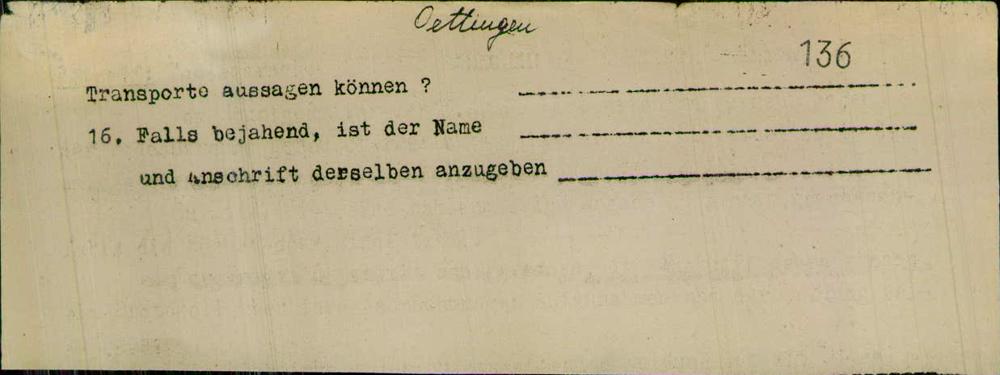 Oettingen
136
Transporte aussagen können ?
16. Falls bejahend, ist der Name
und Anschrift derselben anzugeben